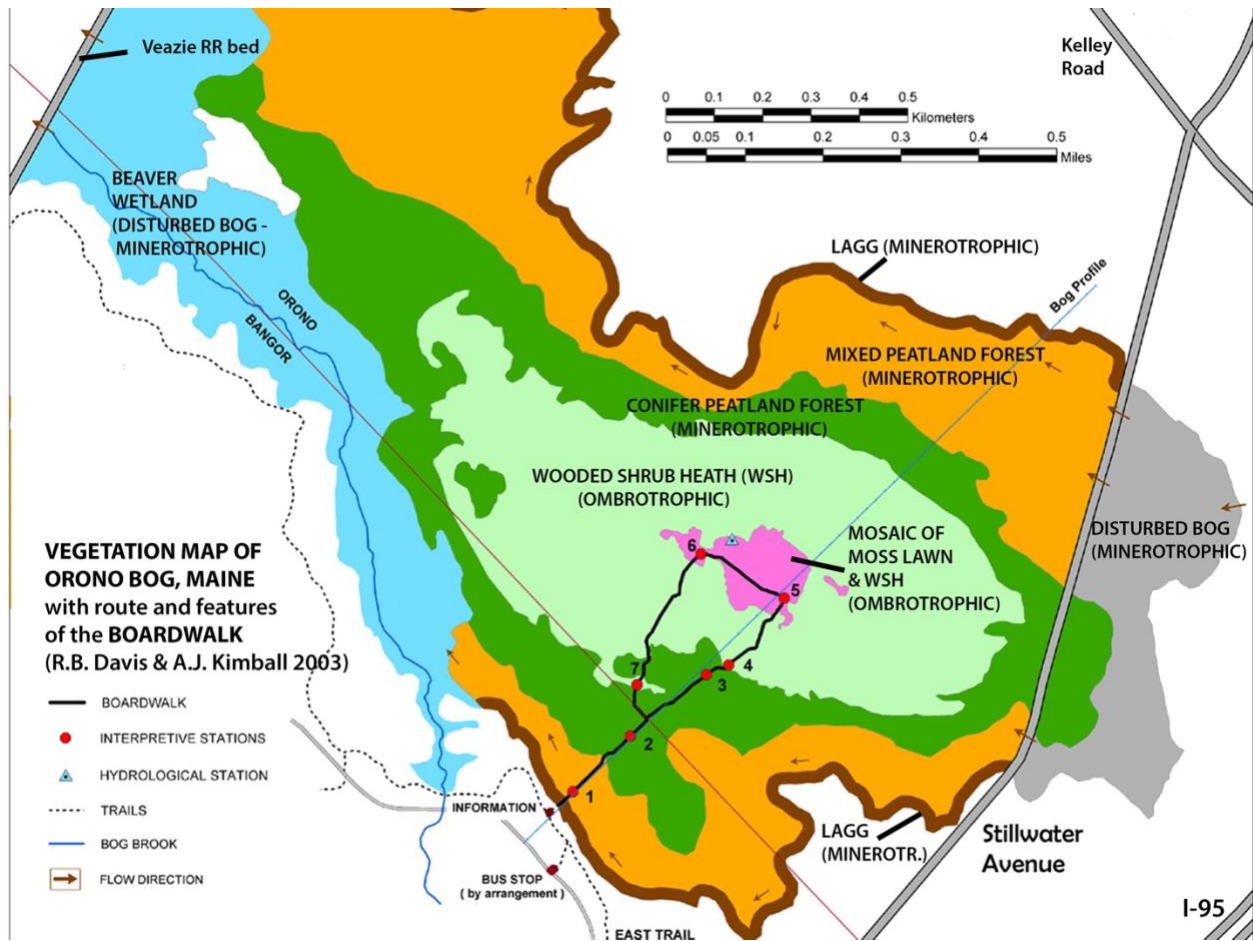 Veazie RR bed
Kelley
Road
0 0.1 0.2 0.3 0.4 0.5
Kilometers
0 0.05 0.1 0.2 0.3 0.4 0.5
Miles
BEAVER
WETLAND
(DISTURBED BOG -
MINEROTROPHIC)
ORONO
BANGOR
LAGG (MINEROTROPHIC)
Bog Profile
MIXED PEATLAND FOREST
(MINEROTROPHIC)
CONIFER PEATLAND FOREST
(MINEROTROPHIC)
WOODED SHRUB HEATH (WSH)
(OMBROTROPHIC)
MOSAIC OF
MOSS LAWN
& WSH
(OMBROTROPHIC)
DISTURBED BOG
(MINEROTROPHIC)
6
5
4
3
7
2
1
VEGETATION MAP OF
ORONO BOG, MAINE
with route and features
of the BOARDWALK
(R.B. Davis & A.J. Kimball 2003)
BOARDWALK
INTERPRETIVE STATIONS
HYDROLOGICAL STATION
TRAILS
BOG BROOK
FLOW DIRECTION
INFORMATION
BUS STOP
( by arrangement )
EAST TRAIL
LAGG
(MINEROTR.)
Stillwater
Avenue
I-95